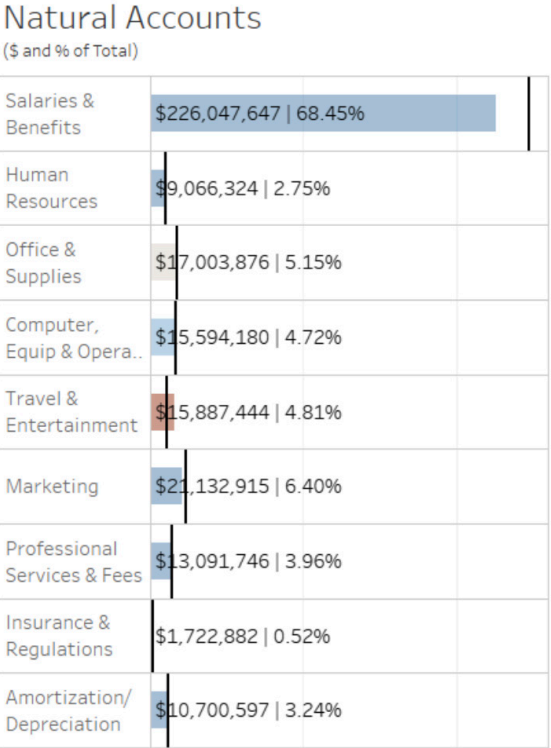 Natural Accounts
($ and % of Total)
Salaries &
Benefits
$226,047,647 | 68.45%
Human
Resources
$9,066,324 | 2.75%
Office &
Supplies
$17,003,876 | 5.15%
Computer,
Equip & Opera..
$15,594,180 | 4.72%
Travel &
Entertainment
$15,887,444 | 4.81%
Marketing
$21,132,915 | 6.40%
Professional
Services & Fees
$13,091,746 | 3.96%
Insurance &
Regulations
$1,722,882 | 0.52%
Amortization/
Depreciation
$10,700,597 | 3.24%